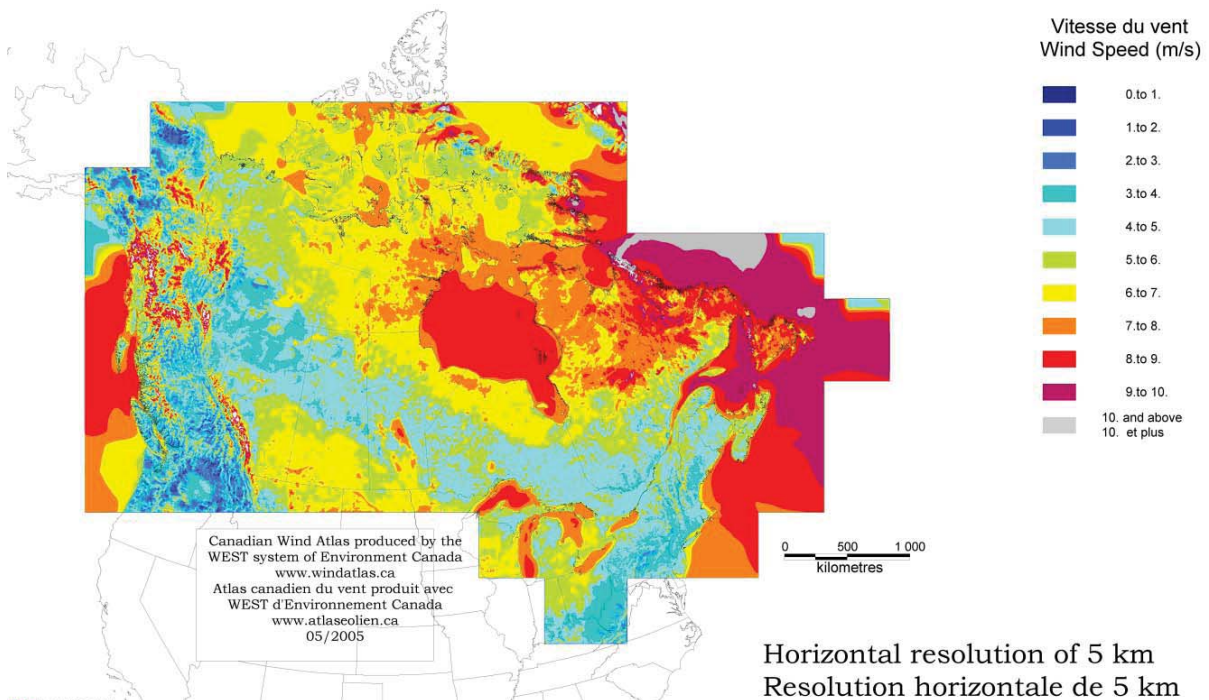 Vitesse du vent
Wind Speed (m/s)
0.to 1.
1.to 2.
2.to 3.
3.to 4.
4.to 5.
5.to 6.
6.to 7.
7.to 8.
8.to 9.
9.to 10.
10. and above
10. et plus
Canadian Wind Atlas produced by the
WEST system of Environment Canada
www.windatlas.ca
Atlas canadien du vent produit avec
WEST d'Environnement Canada
www.atlaseolien.ca
05/2005
0 500 1 000
kilometres
Horizontal resolution of 5 km
Resolution horizontale de 5 km